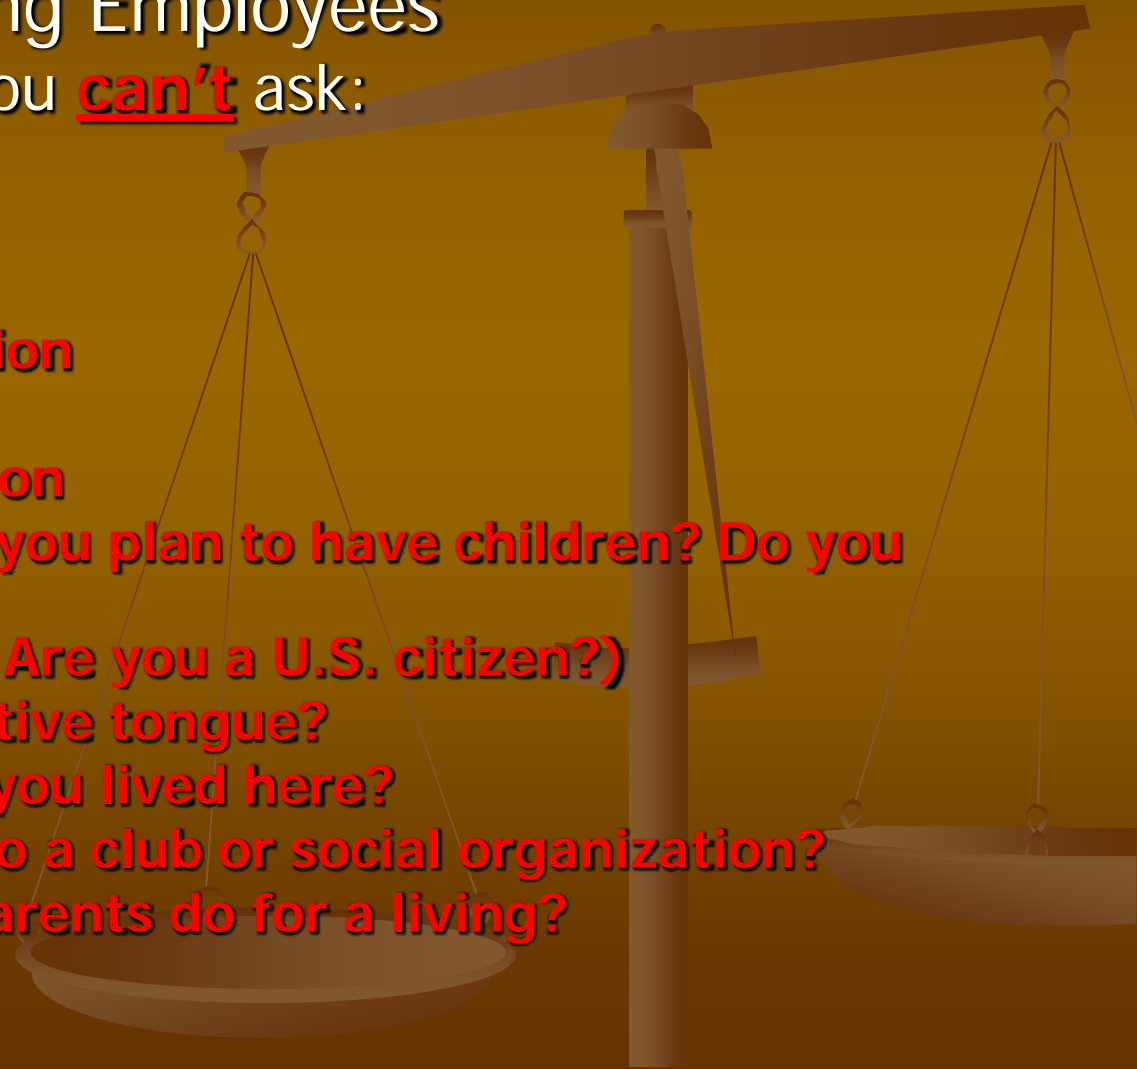 ng Employees
ou can't ask:
ion
on
you plan to have children? Do you
Are you a U.S. citizen?)
tive tongue?
you lived here?
o a club or social organization?
arents do for a living?